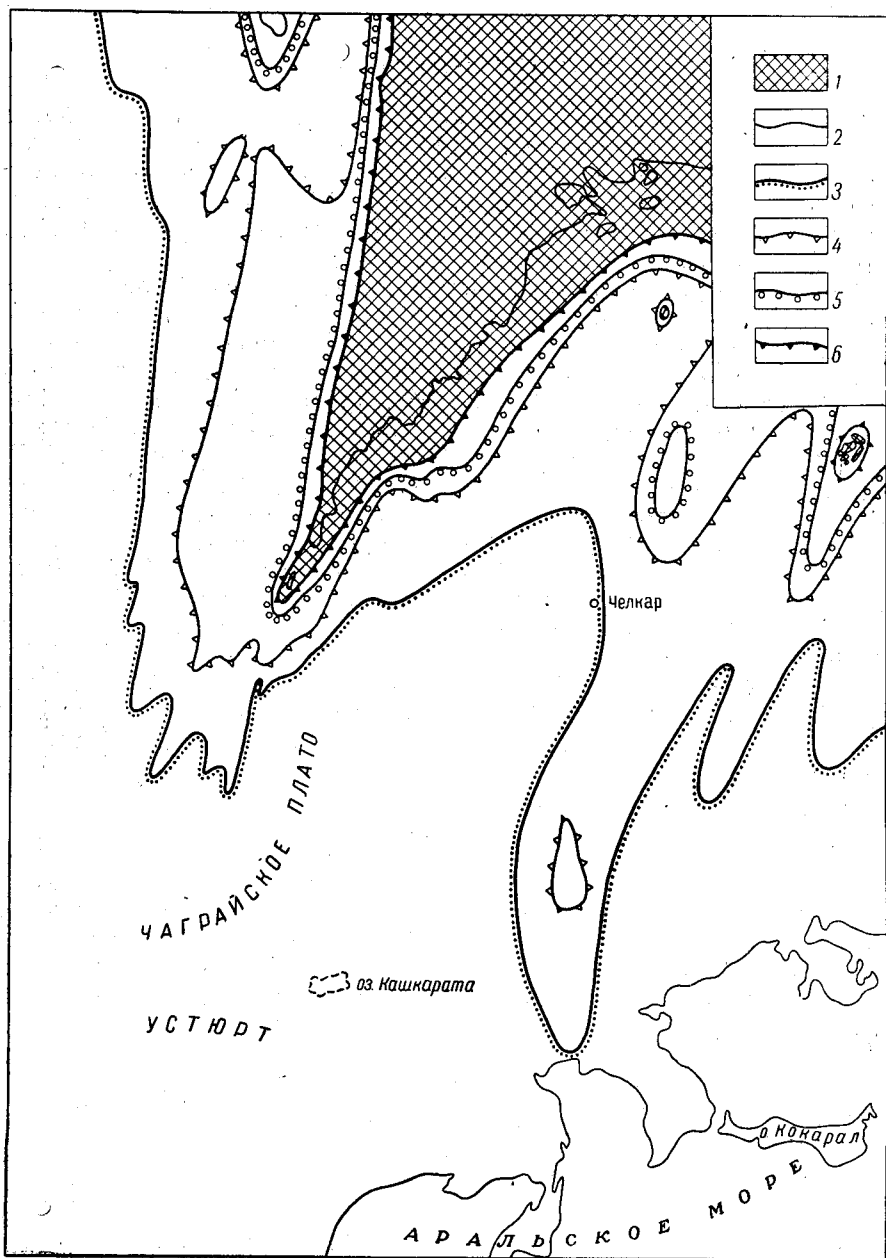 1
2
3
4
5
6
Челкар
ЧАГРАЙСКОЕ ПЛАТО
оз. Кашкарата
УСТЮРТ
о. Кокарал
АРАЛЬСКОЕ МОРЕ